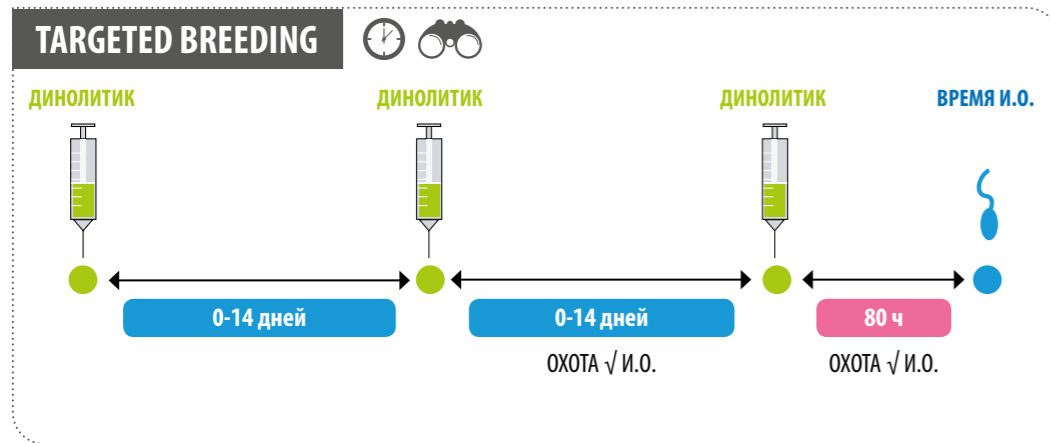 TARGETED BREEDING
ДИНОЛИТИК
ДИНОЛИТИК
ДИНОЛИТИК
ВРЕМЯ И.О.
0-14 дней
0-14 дней
80 ч
ОХОТА √ И.О.
ОХОТА √ И.О.